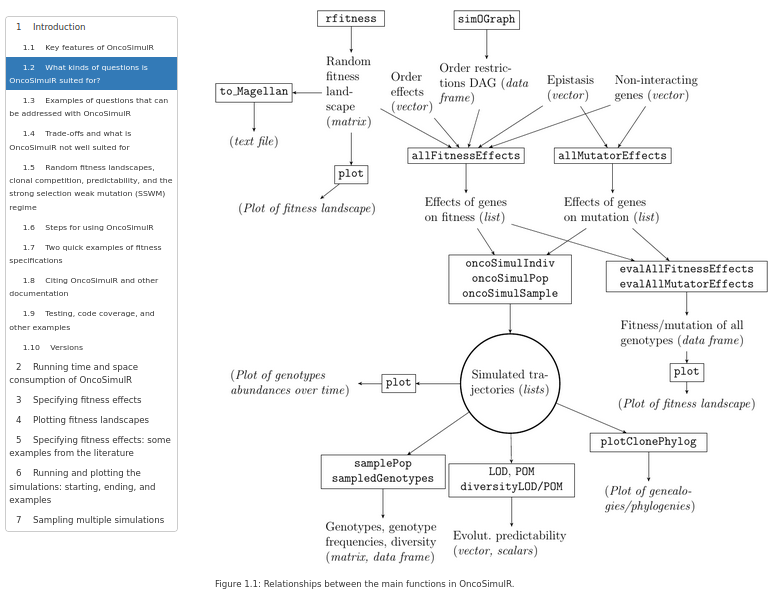 1 Introduction
1.1 Key features of OncoSimulR
1.2 What kinds of questions is
OncoSimulR suited for?
1.3 Examples of questions that can
be addressed with OncoSimulR
1.4 Trade-offs and what is
OncoSimulR not well suited for
1.5 Random fitness landscapes,
clonal competition, predictability, and the
strong selection weak mutation (SSWM)
regime
1.6 Steps for using OncoSimulR
1.7 Two quick examples of fitness
specifications
1.8 Citing OncoSimulR and other
documentation
1.9 Testing, code coverage, and
other examples
1.10 Versions
2 Running time and space
consumption of OncoSimulR
3 Specifying fitness effects
4 Plotting fitness landscapes
5 Specifying fitness effects: some
examples from the literature
6 Running and plotting the
simulations: starting, ending, and
examples
7 Sampling multiple simulations
rfitness
simOGraph
Random
fitness
land-
scape
(matrix)
Order
effects
(vector)
Order restric-
tions DAG (data
frame)
Epistasis
(vector)
Non-interacting
genes (vector)
to_Magellan
(text file)
plot
(Plot of fitness landscape)
allFitnessEffects
allMutatorEffects
Effects of genes
on fitness (list)
Effects of genes
on mutation (list)
oncoSimulIndiv
oncoSimulPop
oncoSimulSample
evalAllFitnessEffects
evalAllMutatorEffects
Fitness/mutation of all
genotypes (data frame)
plot
(Plot of fitness landscape)
Simulated tra-
jectories (lists)
plot
(Plot of genotypes
abundances over time)
samplePop
sampledGenotypes
LOD, POM
diversityLOD/POM
plotClonePhylog
Genotypes, genotype
frequencies, diversity
(matrix, data frame)
Evolut. predictability
(vector, scalars)
(Plot of genealo-
gies/phylogenies)
Figure 1.1: Relationships between the main functions in OncoSimulR.